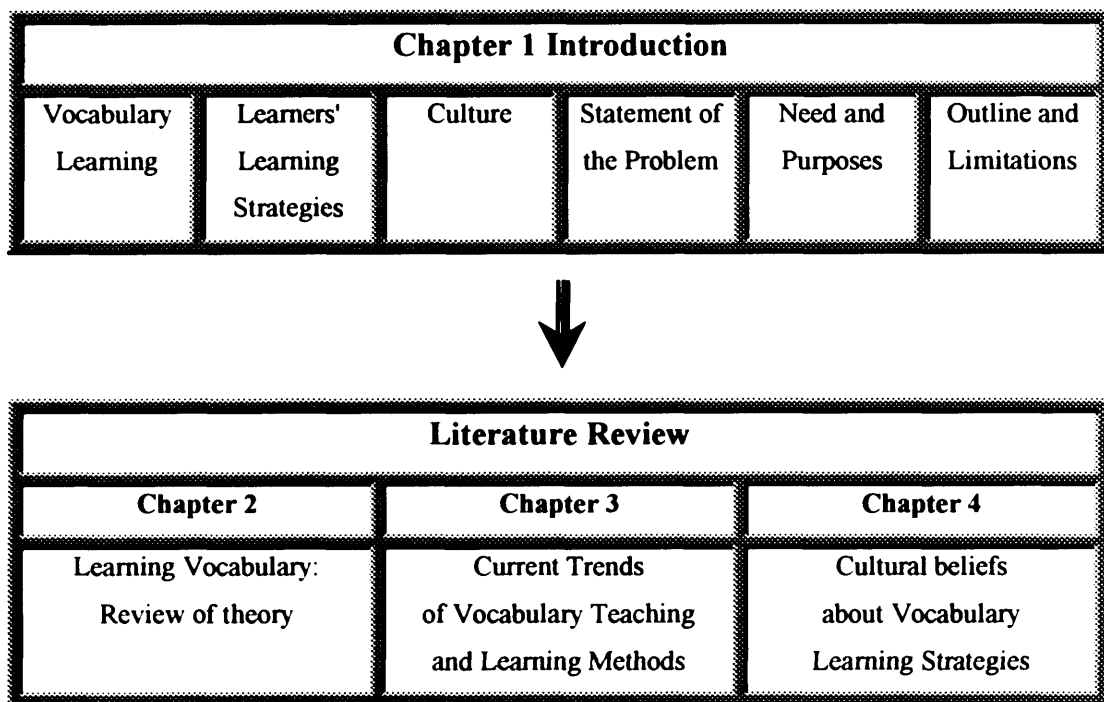 Chapter 1 Introduction
Vocabulary
Learning
Learners'
Learning
Strategies
Culture
Statement of
the Problem
Need and
Purposes
Outline and
Limitations
Literature Review
Chapter 2
Chapter 3
Chapter 4
Learning Vocabulary:
Review of theory
Current Trends
of Vocabulary Teaching
and Learning Methods
Cultural beliefs
about Vocabulary
Learning Strategies